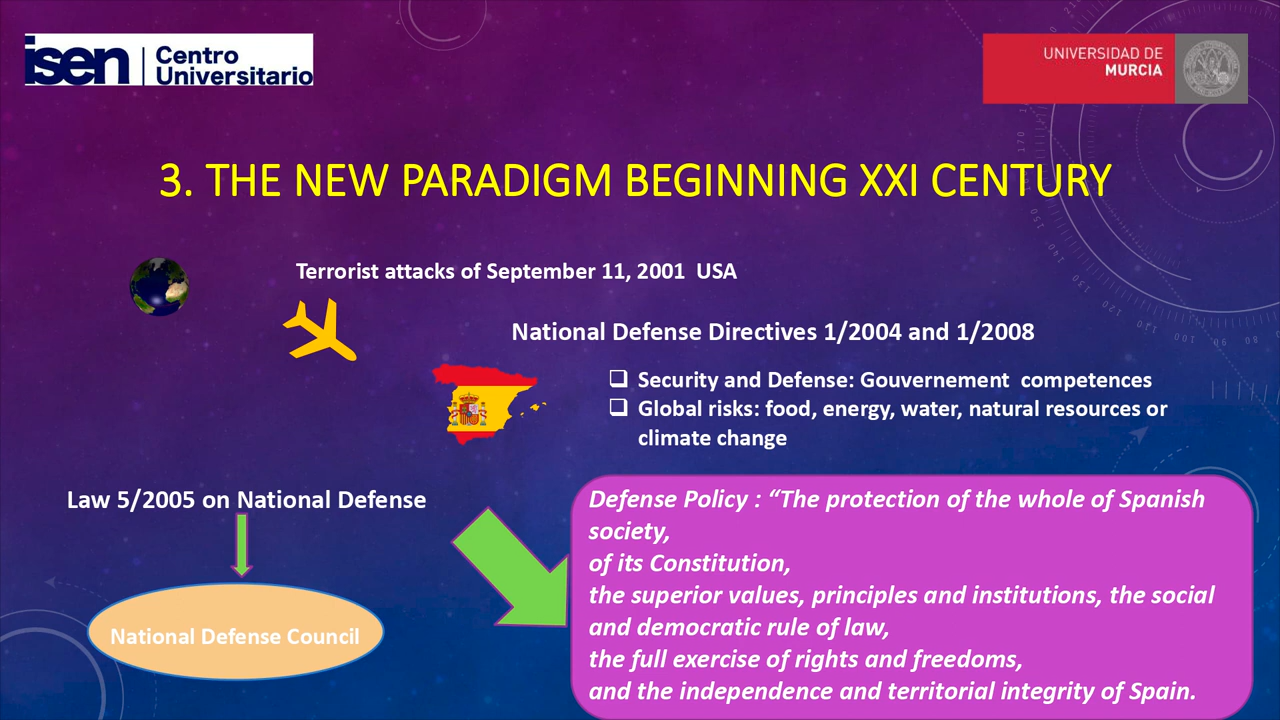 isen Centro
Universitario
UNIVERSIDAD DE
MURCIA
3. THE NEW PARADIGM BEGINNING XXI CENTURY
Terrorist attacks of September 11, 2001 USA
National Defense Directives 1/2004 and 1/2008
Security and Defense: Gouvernement competences
Global risks: food, energy, water, natural resources or
climate change
Law 5/2005 on National Defense
National Defense Council
Defense Policy : “The protection of the whole of Spanish
society,
of its Constitution,
the superior values, principles and institutions, the social
and democratic rule of law,
the full exercise of rights and freedoms,
and the independence and territorial integrity of Spain.